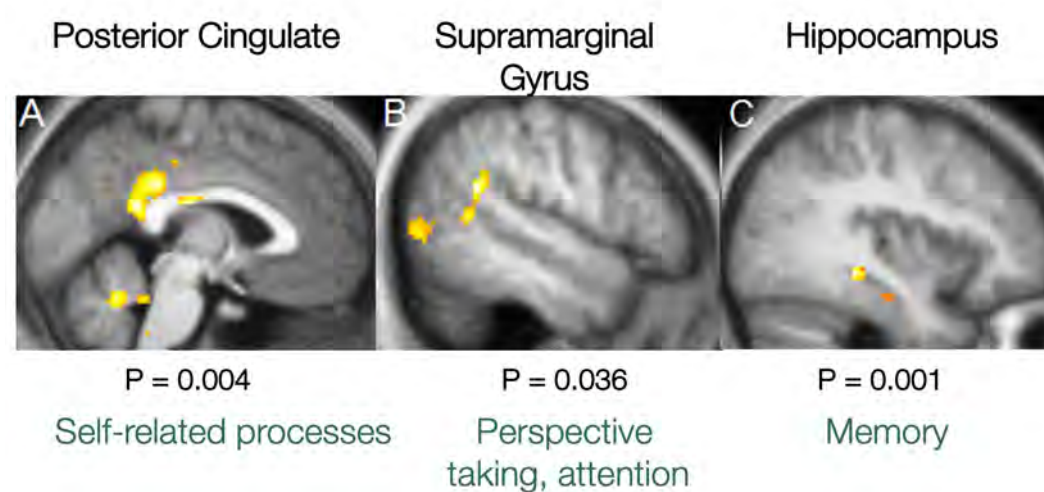 Posterior Cingulate
Supramarginal
Gyrus
Hippocampus
A
B
C
P = 0.004
P = 0.036
P = 0.001
Self-related processes
Perspective
taking, attention
Memory